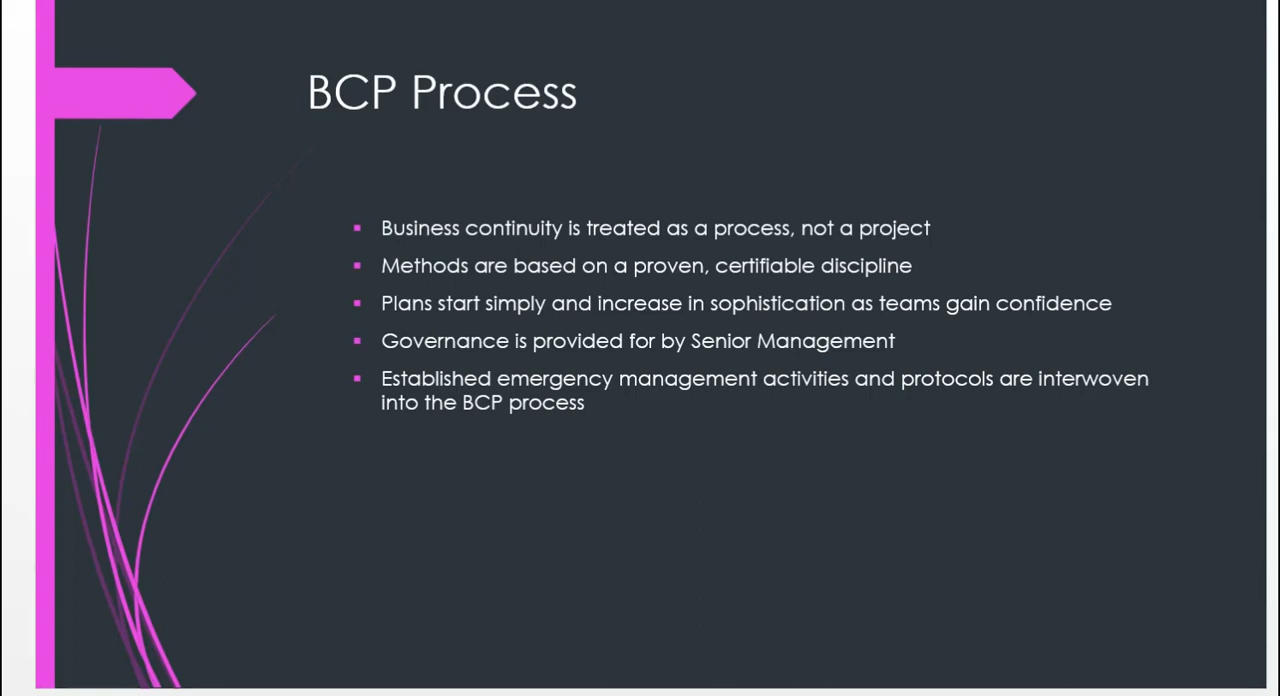 BCP Process
Business continuity is treated as a process, not a project
Methods are based on a proven, certifiable discipline
Plans start simply and increase in sophistication as teams gain confidence
Governance is provided for by Senior Management
Established emergency management activities and protocols are interwoven
into the BCP process